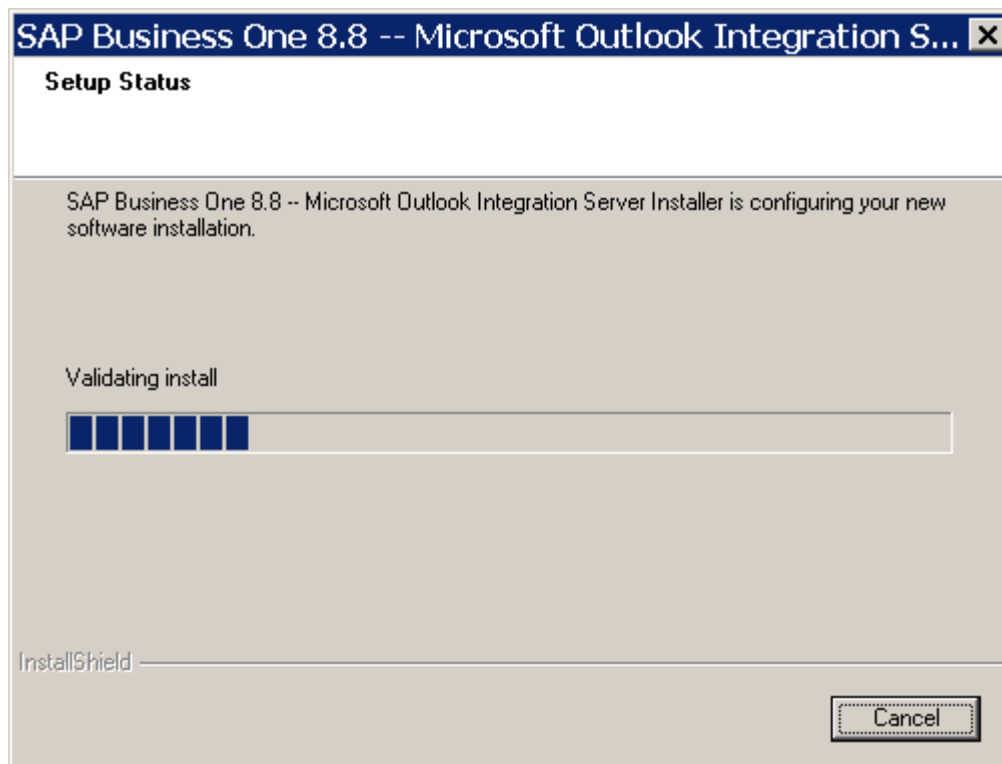 SAP Business One 8.8 -- Microsoft Outlook Integration S...
Setup Status
SAP Business One 8.8 -- Microsoft Outlook Integration Server Installer is configuring your new
software installation.
Validating install
InstallShield
Cancel